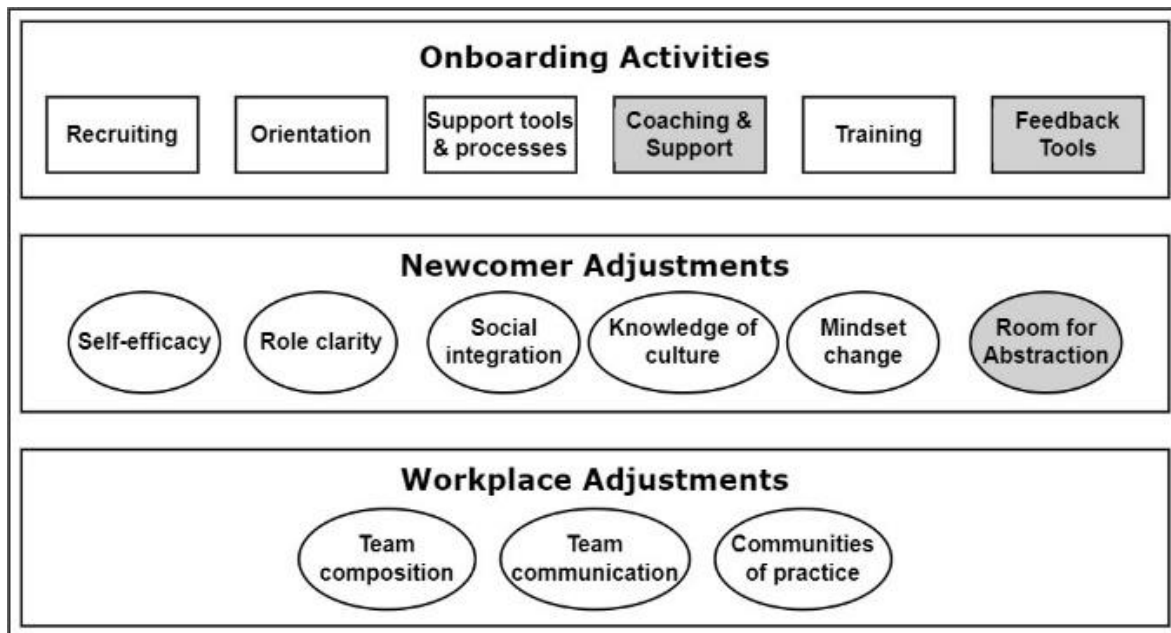 Onboarding Activities
Recruiting
Orientation
Support tools
& processes
Coaching &
Support
Training
Feedback
Tools
Newcomer Adjustments
Self-efficacy
Role clarity
Social
integration
Knowledge of
culture
Mindset
change
Room for
Abstraction
Workplace Adjustments
Team
composition
Team
communication
Communities
of practice